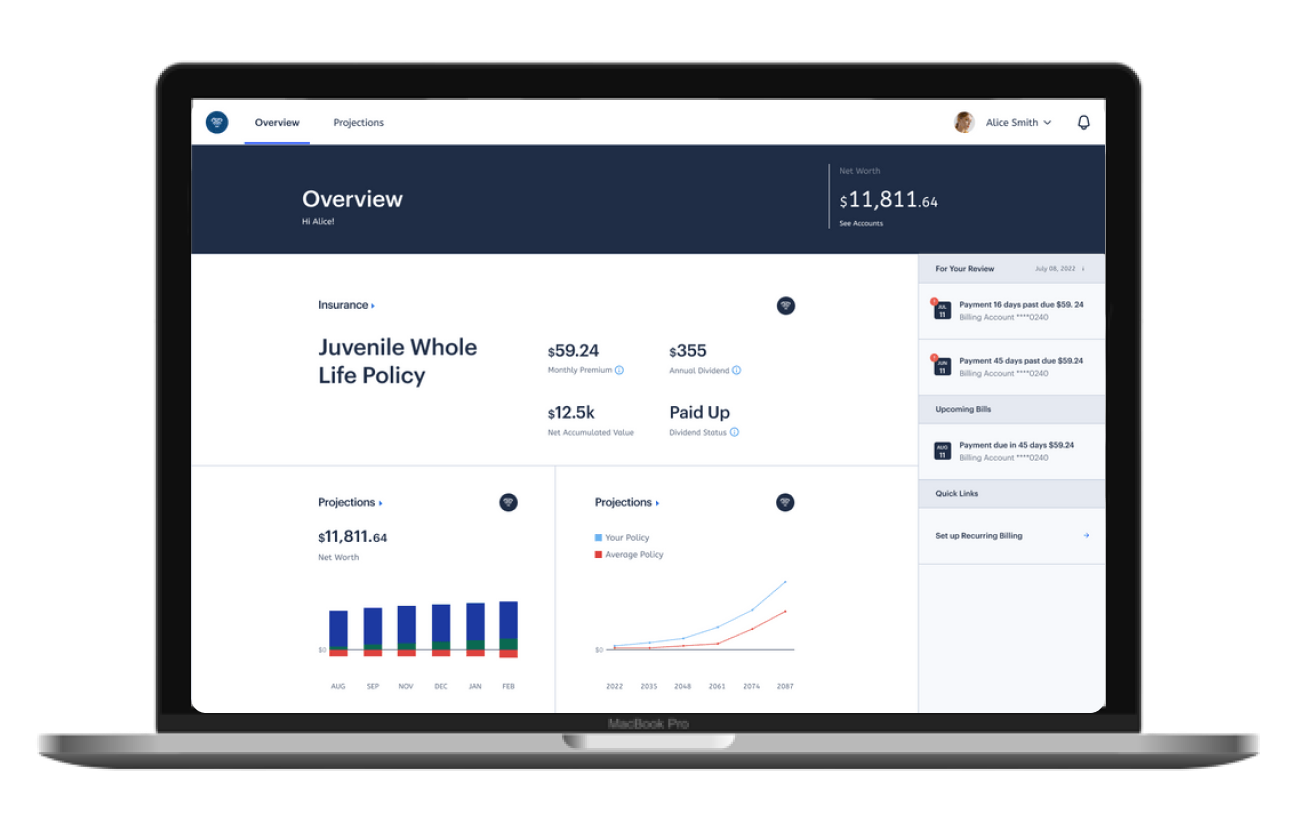 Overview
Projections
Alice Smith
Overview
Hi Alice!
Net Worth
$11,811.64
See Accounts
Insurance
Juvenile Whole
Life Policy
$59.24
Monthly Premium
$355
Annual Dividend
$12.5k
Net Accumulated Value
Paid Up
Dividend Status
For Your Review
July 08, 2022
JUL
11
Payment 16 days past due $59. 24
Billing Account ****0240
JUN
11
Payment 45 days past due $59.24
Billing Account ****0240
Upcoming Bills
AUG
11
Payment due in 45 days $59.24
Billing Account ****0240
Quick Links
Set up Recurring Billing
Projections
$11,811.64
Net Worth
$0
AUG SEP NOV DEC JAN FEB
Projections
Your Policy
Average Policy
$0
2022 2035 2048 2061 2074 2087
MacBook Pro